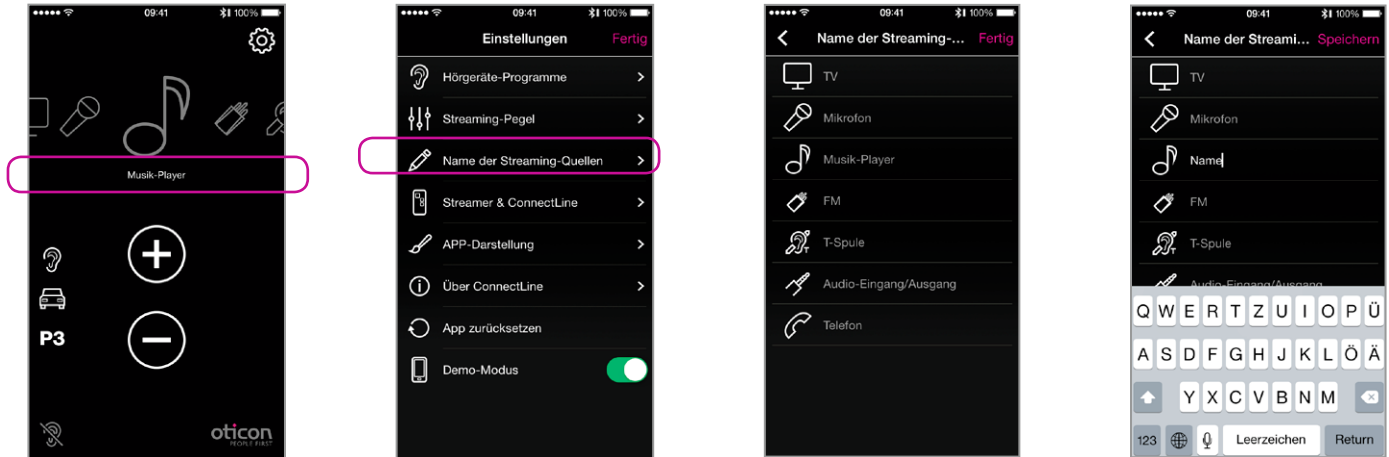 09:41
100%
Musik-Player
P3
oticon
PEOPLE FIRST
09:41
100%
Einstellungen
Fertig
Hörgeräte-Programme
Streaming-Pegel
Name der Streaming-Quellen
Streamer & ConnectLine
APP-Darstellung
Über ConnectLine
App zurücksetzen
Demo-Modus
09:41
100%
Name der Streaming-...
Fertig
TV
Mikrofon
Musik-Player
FM
T-Spule
Audio-Eingang/Ausgang
Telefon
09:41
100%
Name der Streami...
Speichern
TV
Mikrofon
Name
FM
T-Spule
Audio-Eingang/Ausgang
Q W E R T Z U I O P Ü
A S D F G H J K L Ö Ä
Y X C V B N M
123 Leerzeichen Return